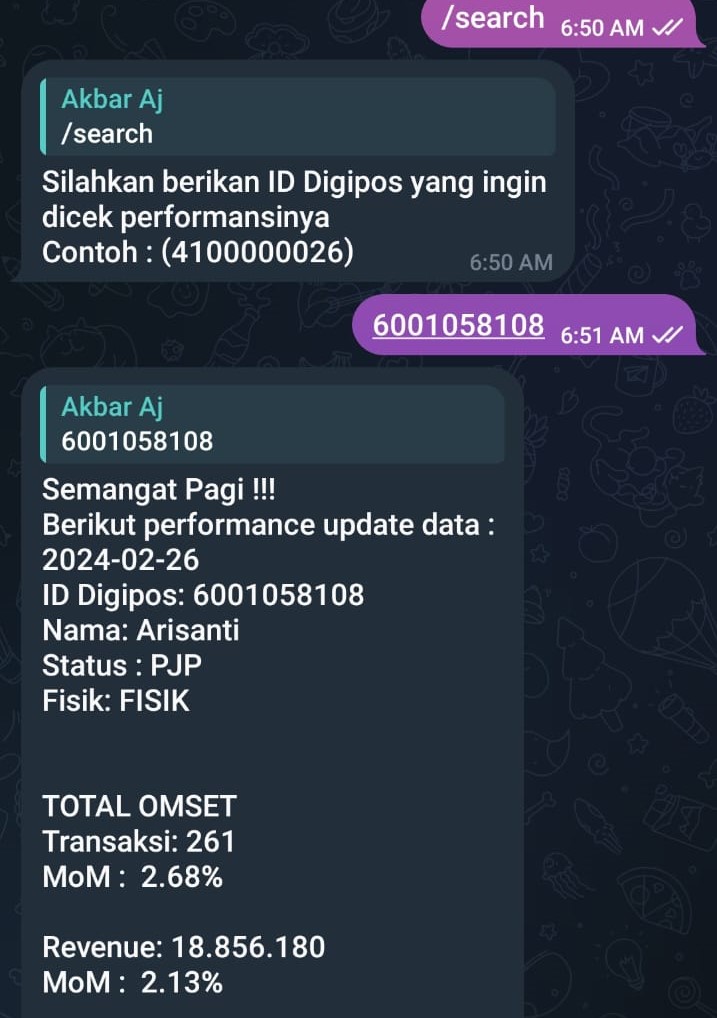 /search 6:50 AM
Akbar Aj
/search
Silahkan berikan ID Digipos yang ingin
dicek performansinya
Contoh : (4100000026)
6:50 AM
6001058108 6:51 AM
Akbar Aj
6001058108
Semangat Pagi !!!
Berikut performance update data :
2024-02-26
ID Digipos: 6001058108
Nama: Arisanti
Status : PJP
Fisik: FISIK
TOTAL OMSET
Transaksi: 261
MoM :  2.68%
Revenue: 18.856.180
MoM :  2.13%